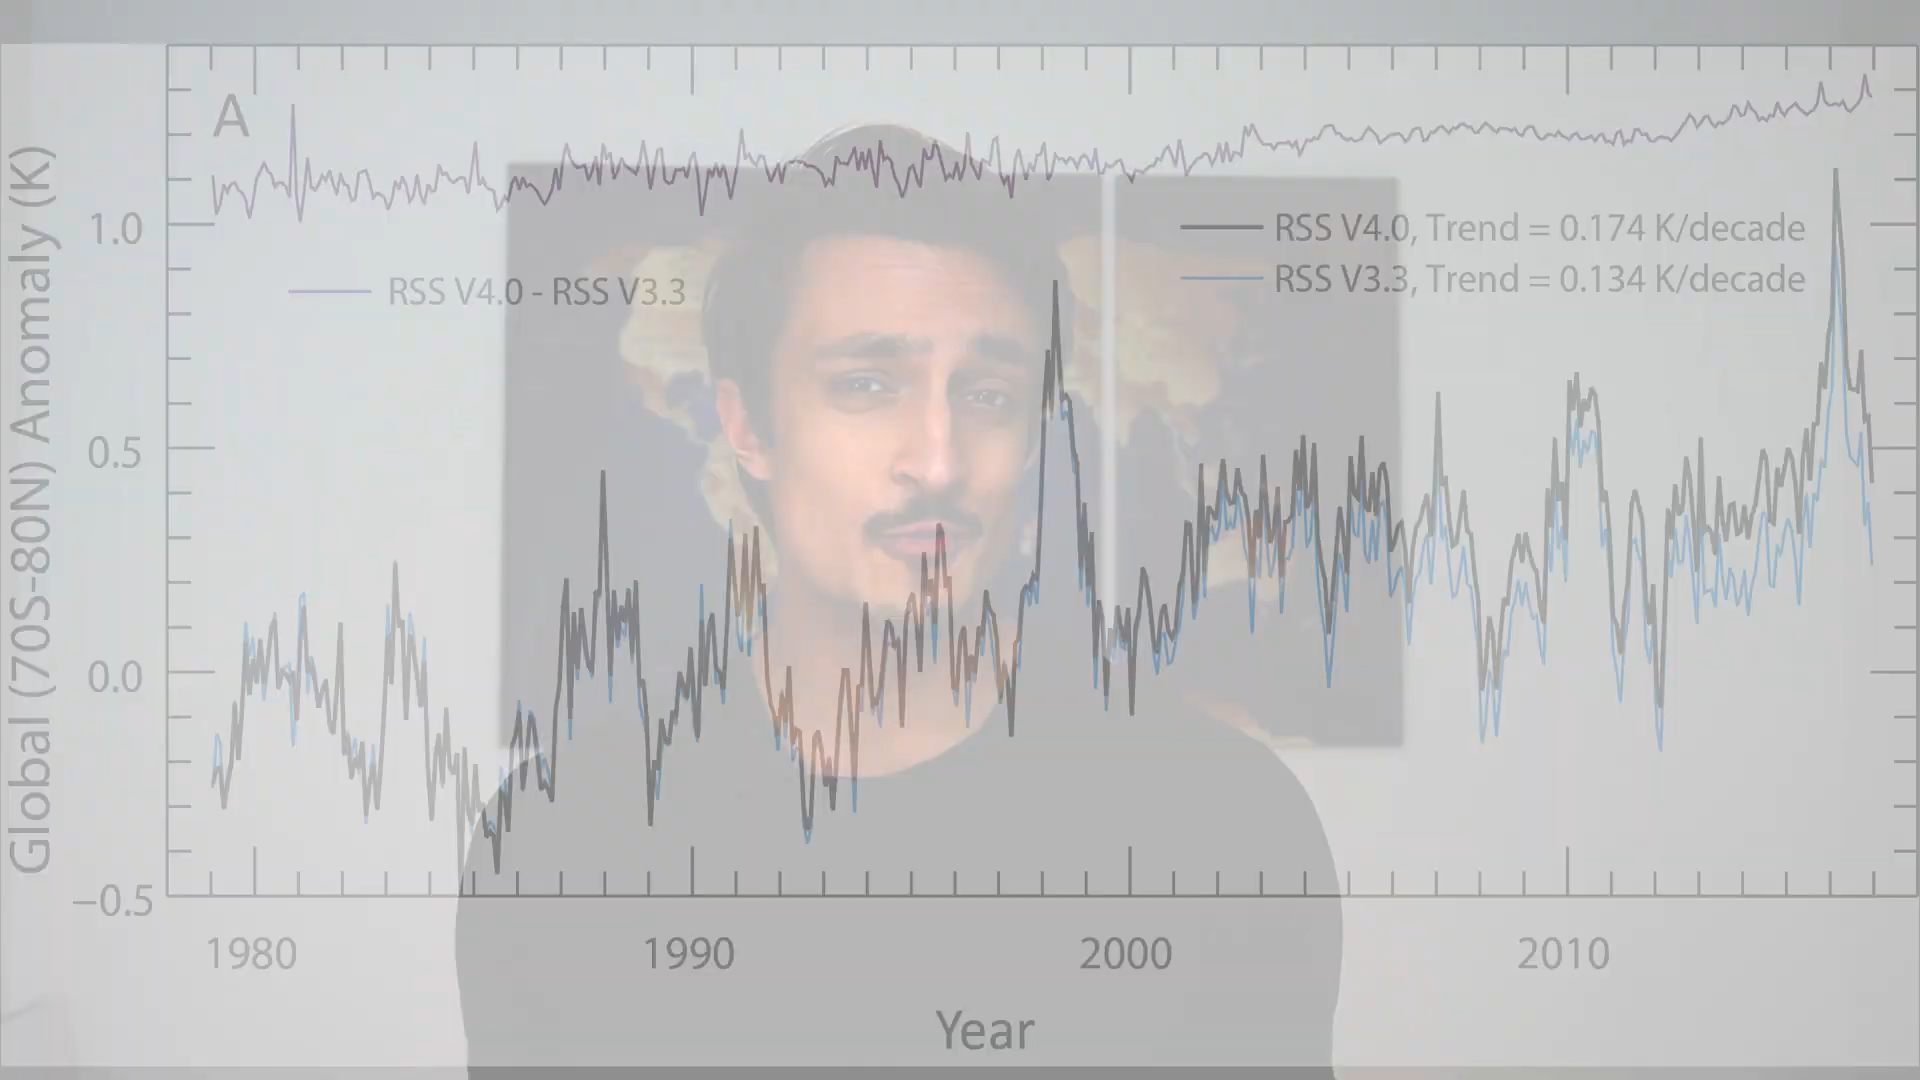 A
RSS V4.0, Trend = 0.174 K/decade
RSS V3.3, Trend = 0.134 K/decade
RSS V4.0 - RSS V3.3
Global (70S-80N) Anomaly (K)
1.0
0.5
0.0
−0.5
1980 1990 2000 2010
Year